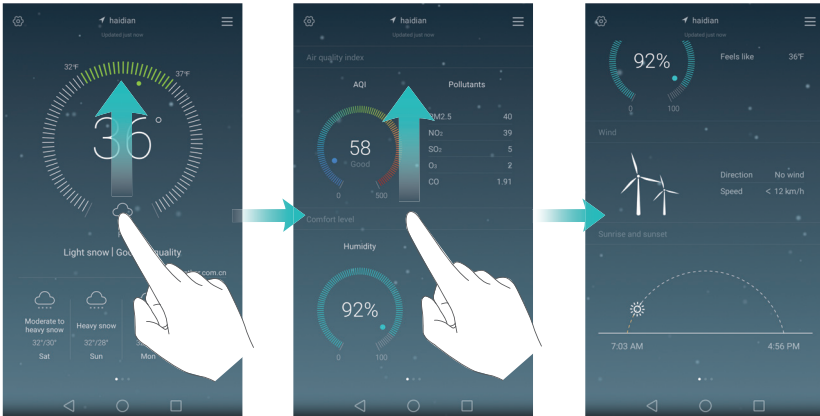 haidian
Updated just now
32°F
37°F
36°
Light snow | Good quality
.com.cn
Moderate to
heavy snow
Heavy snow
32°/30°
32°/28°
Sat
Sun
Mon
haidian
Updated just now
Air quality index
AQI
Pollutants
PM2.5
40
NO₂
39
58
SO₂
5
Good
O₃
2
CO
1.91
0
500
Comfort level
Humidity
92%
0
100
haidian
Updated just now
92%
Feels like
36°F
0
100
Wind
Direction
No wind
Speed
< 12 km/h
Sunrise and sunset
7:03 AM
4:56 PM